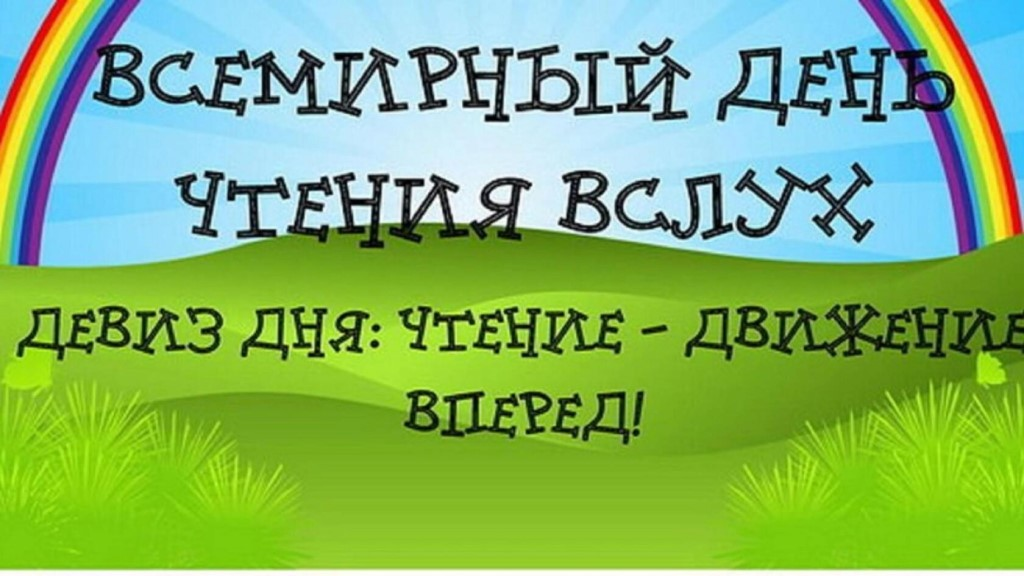 ВСЕМИРНЫЙ ДЕНЬ
ЧТЕНИЯ ВСЛУХ
ДЕВИЗ ДНЯ: ЧТЕНИЕ - ДВИЖЕНИЕ
ВПЕРЕД!